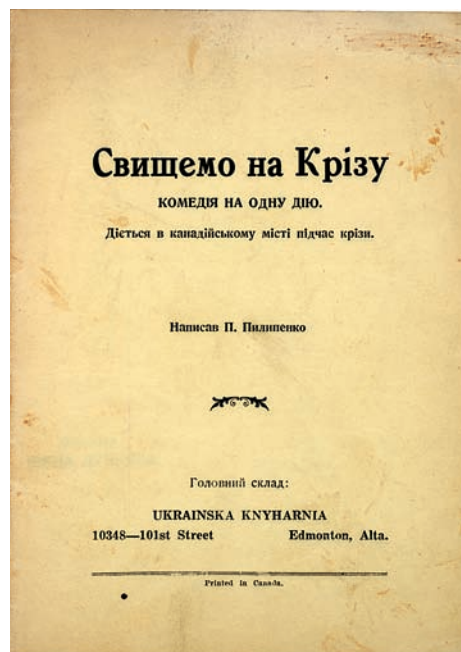 Свищемо на Крізу
КОМЕДІЯ НА ОДНУ ДІЮ.
Діється в канадійському місті підчас крізи.
Написав П. Пилипенко
Головний склад:
UKRAINSKA KNYHARNIA
10348—101st Street Edmonton, Alta.
Printed in Canada.